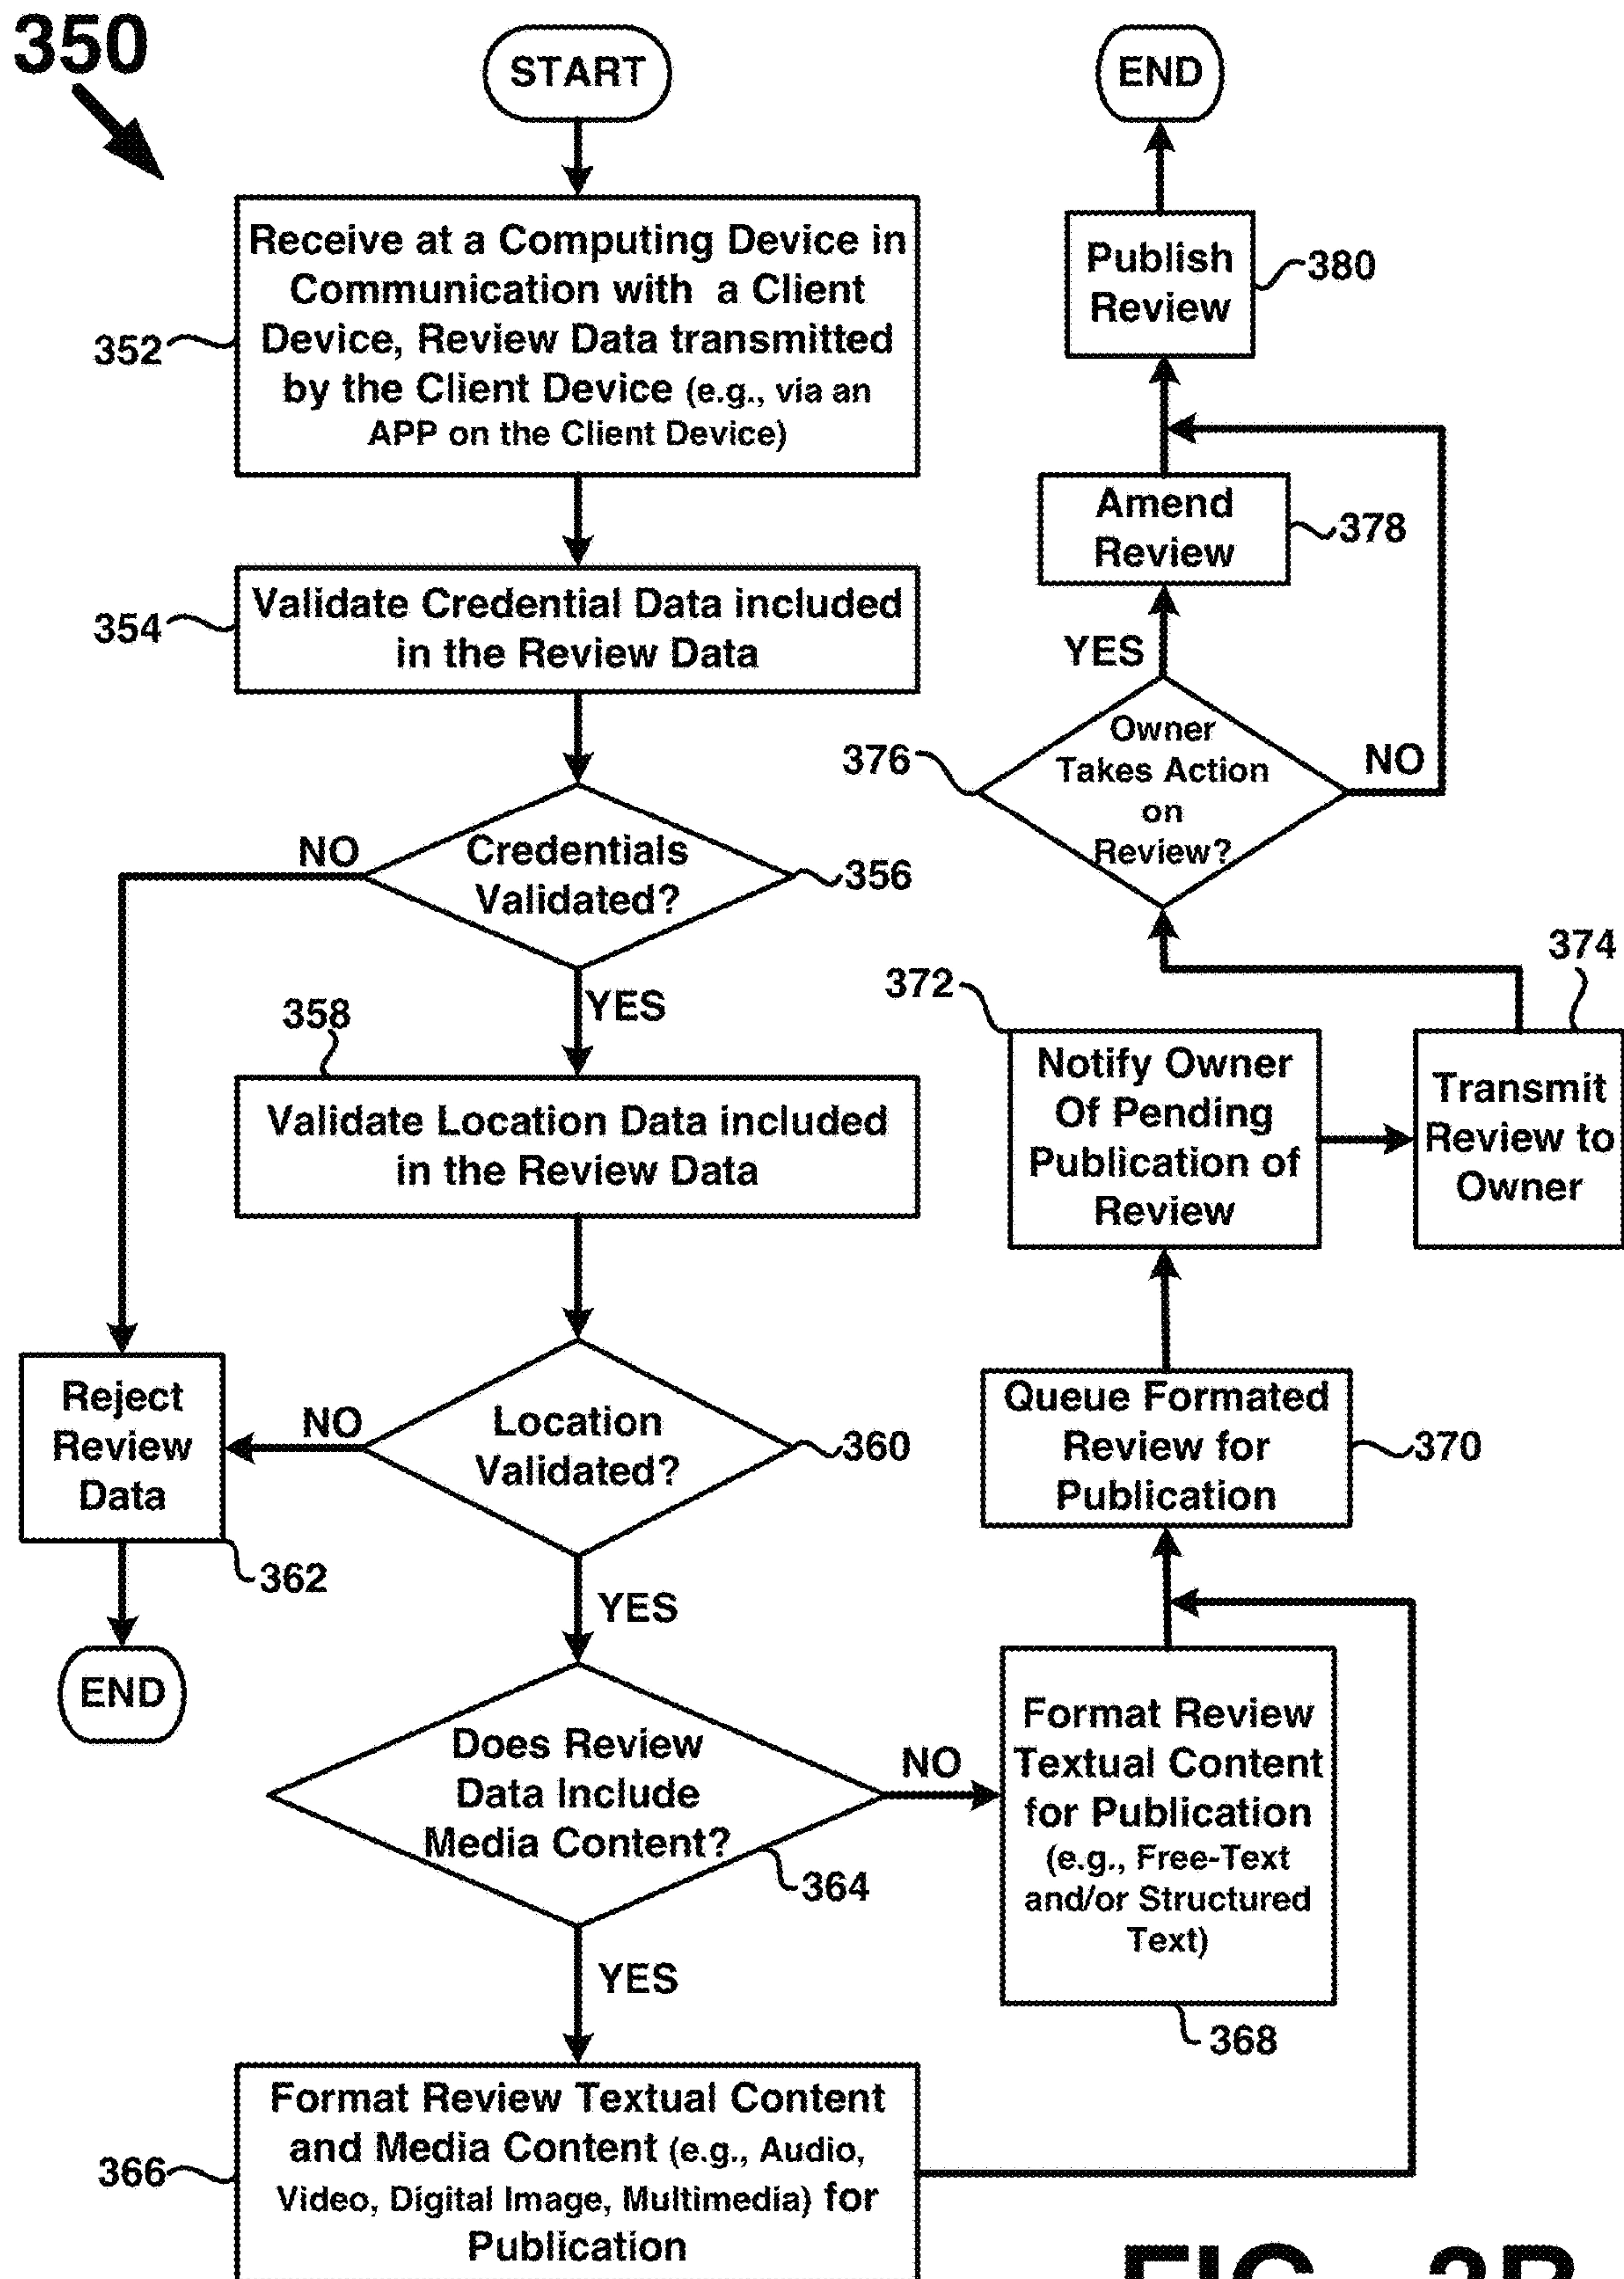 350
START
Receive at a Computing Device in
Communication with a Client
Device, Review Data transmitted
by the Client Device (e.g., via an
APP on the Client Device)
352
Validate Credential Data included
in the Review Data
354
Credentials
Validated?
356
NO
YES
358
Validate Location Data included
in the Review Data
Location
Validated?
360
NO
YES
Reject
Review
Data
362
END
Does Review
Data Include
Media Content?
364
NO
YES
Format Review Textual Content
and Media Content (e.g., Audio,
Video, Digital Image, Multimedia) for
Publication
366
Format Review
Textual Content
for Publication
(e.g., Free-Text
and/or Structured
Text)
368
Queue Formated
Review for
Publication
370
372
Notify Owner
Of Pending
Publication of
Review
374
Transmit
Review to
Owner
376
Owner
Takes Action
on
Review?
NO
YES
Amend
Review
378
Publish
Review
380
END
FIG. 3B